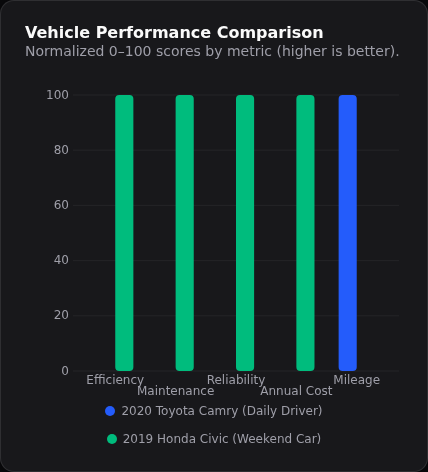 Vehicle Performance Comparison
Normalized 0–100 scores by metric (higher is better).
100
80
60
40
20
0
Efficiency
Maintenance
Reliability
Annual Cost
Mileage
2020 Toyota Camry (Daily Driver)
2019 Honda Civic (Weekend Car)